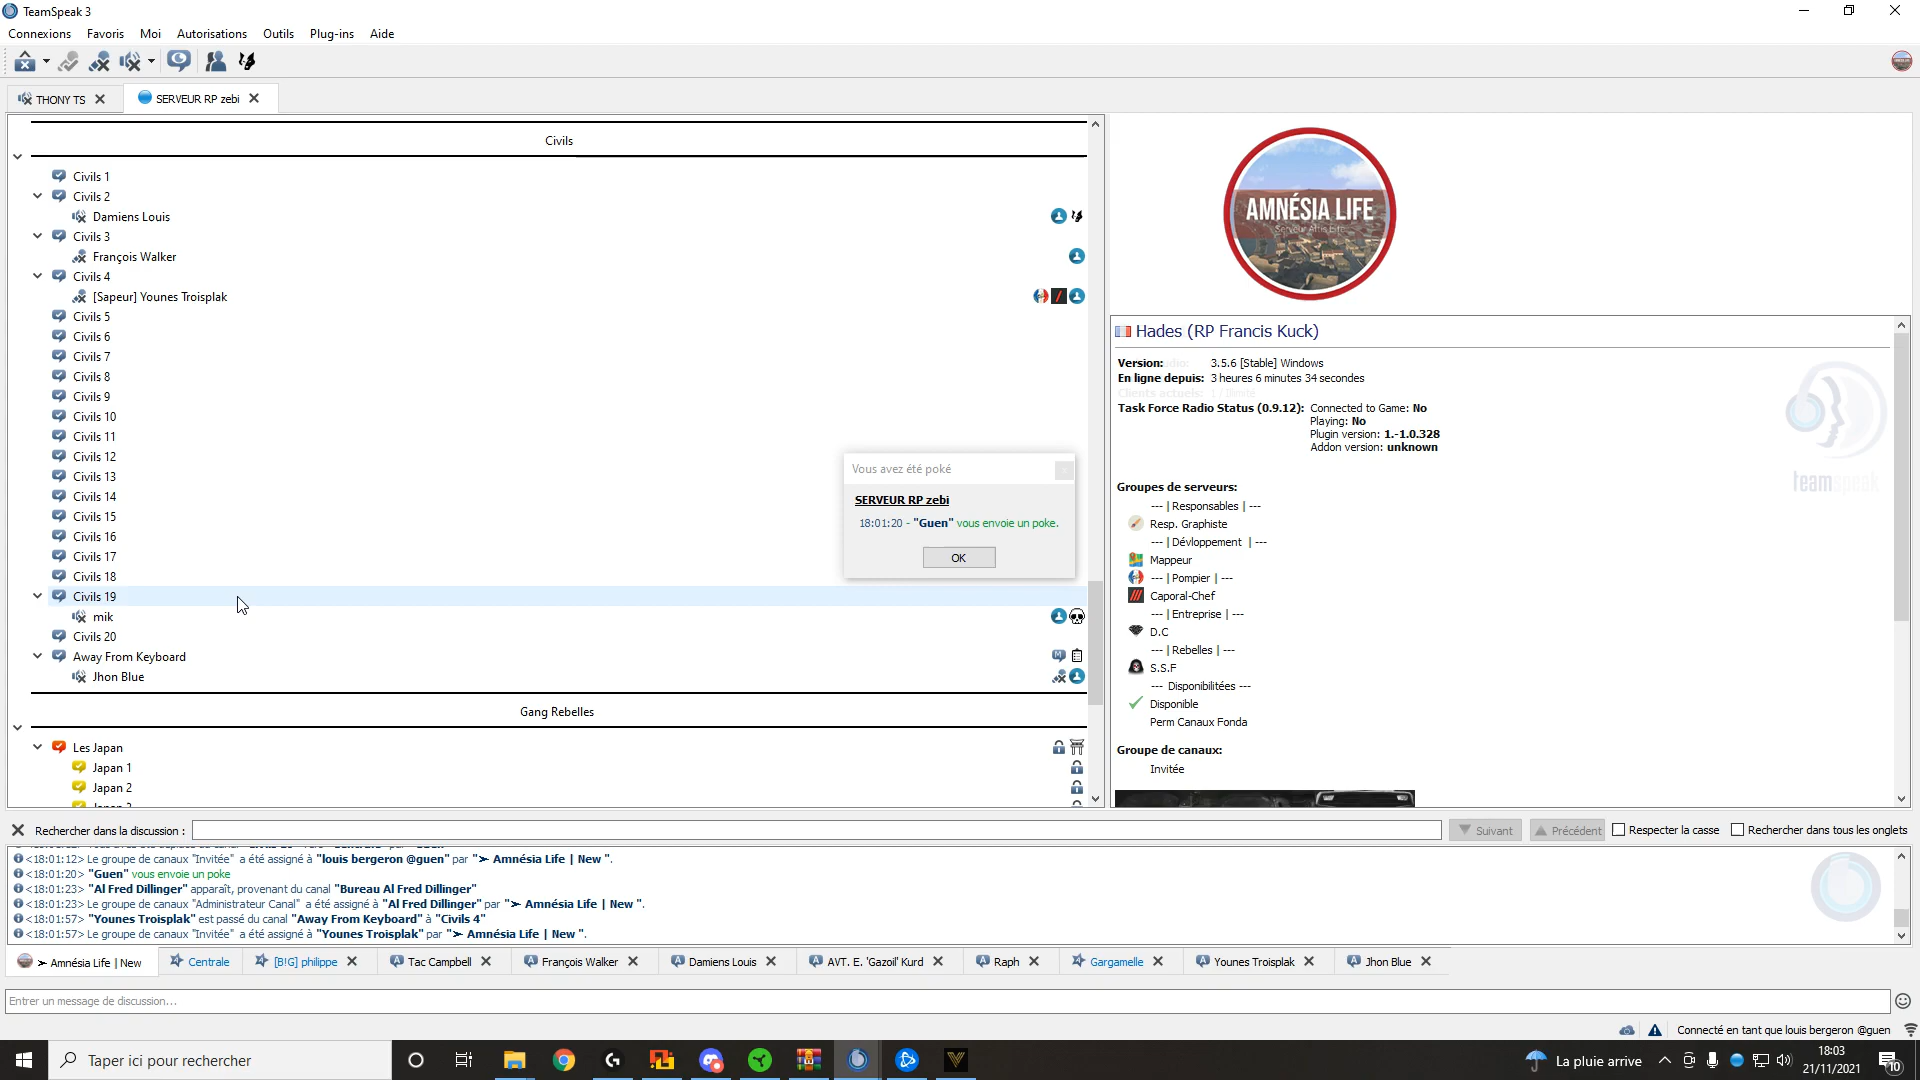 TeamSpeak 3
Connexions Favoris Moi Autorisations Outils Plug-ins Aide
THONY TS
SERVEUR RP zebi
Civils
Civils 1
Civils 2
Damiens Louis
Civils 3
François Walker
Civils 4
[Sapeur] Younes Troisplak
Civils 5
Civils 6
Civils 7
Civils 8
Civils 9
Civils 10
Civils 11
Civils 12
Civils 13
Civils 14
Civils 15
Civils 16
Civils 17
Civils 18
Civils 19
mik
Civils 20
Away From Keyboard
Jhon Blue
Gang Rebelles
Les Japan
Japan 1
Japan 2
Vous avez été poké
SERVEUR RP zebi
18:01:20 - "Guen" vous envoie un poke.
OK
AMNÉSIA LIFE
Serveur Altis Life
Hades (RP Francis Kuck)
Version: 3.5.6 [Stable] Windows
En ligne depuis: 3 heures 6 minutes 34 secondes
Task Force Radio Status (0.9.12): Connected to Game: No
Playing: No
Plugin version: 1.-1.0.328
Addon version: unknown
teamspeak
Groupes de serveurs:
--- | Responsables | ---
Resp. Graphiste
--- | Dévloppement | ---
Mappeur
--- | Pompier | ---
Caporal-Chef
--- | Entreprise | ---
D.C
--- | Rebelles | ---
S.S.F
--- Disponibilitées ---
Disponible
Perm Canaux Fonda
Groupe de canaux:
Invitée
Rechercher dans la discussion :
Suivant
Précédent
Respecter la casse
Rechercher dans tous les onglets
<18:01:12> Le groupe de canaux "Invitée" a été assigné à "louis bergeron @guen" par "➣ Amnésia Life | New ".
<18:01:20> "Guen" vous envoie un poke
<18:01:23> "Al Fred Dillinger" apparaît, provenant du canal "Bureau Al Fred Dillinger"
<18:01:23> Le groupe de canaux "Administrateur Canal" a été assigné à "Al Fred Dillinger" par "➣ Amnésia Life | New ".
<18:01:57> "Younes Troisplak" est passé du canal "Away From Keyboard" à "Civils 4"
<18:01:57> Le groupe de canaux "Invitée" a été assigné à "Younes Troisplak" par "➣ Amnésia Life | New ".
➣ Amnésia Life | New
Centrale
[B!G] philippe
Tac Campbell
François Walker
Damiens Louis
AVT. E. 'Gazoil' Kurd
Raph
Gargamelle
Younes Troisplak
Jhon Blue
Entrer un message de discussion...
Connecté en tant que louis bergeron @guen
Taper ici pour rechercher
La pluie arrive
18:03
21/11/2021
10